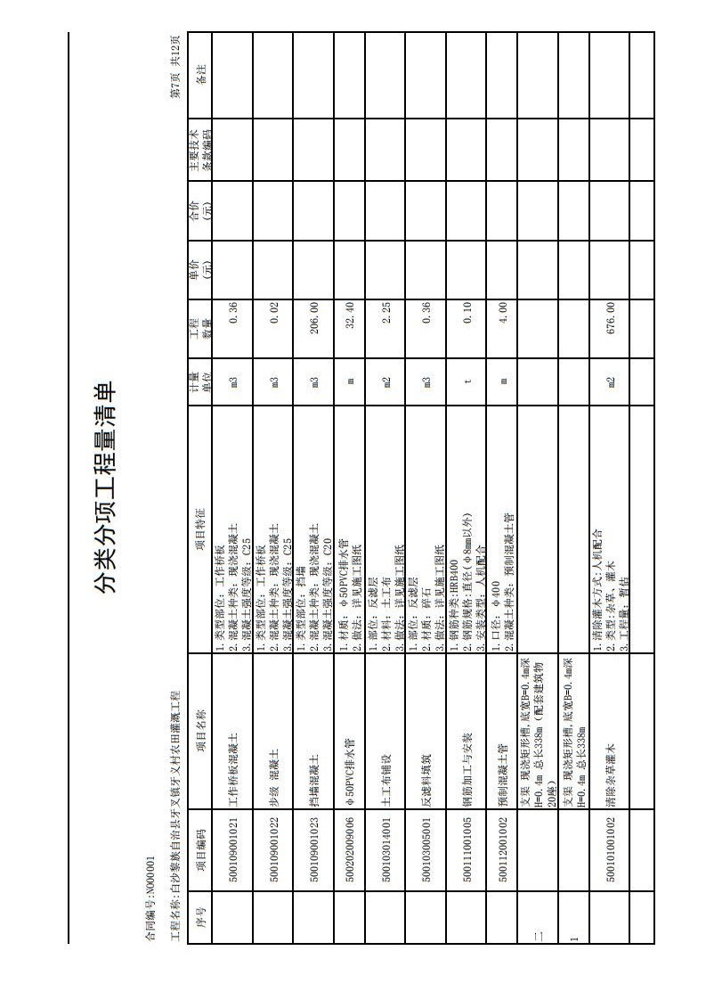 分类分项工程量清单
合同编号:NO00001
工程名称:白沙黎族自治县牙叉镇牙义村农田灌溉工程 第7页 共12页
序号 项目编码 项目名称 项目特征 计量单位 工程数量 单价(元) 合价(元) 主要技术条款编码 备注
500109001021 工作桥板混凝土 1.类型部位: 工作桥板
2.混凝土种类: 现浇混凝土
3.混凝土强度等级: C25 m3 0.36
500109001022 步级 混凝土 1.类型部位: 工作桥板
2.混凝土种类: 现浇混凝土
3.混凝土强度等级: C25 m3 0.02
500109001023 挡墙混凝土 1.类型部位: 挡墙
2.混凝土种类: 现浇混凝土
3.混凝土强度等级: C20 m3 206.00
500202009006 φ50PVC排水管 1.材质: φ50PVC排水管
2.做法: 详见施工图纸 m 32.40
500103014001 土工布铺设 1.部位: 反滤层
2.材料: 土工布
3.做法: 详见施工图纸 m2 2.25
500103005001 反滤料填筑 1.部位: 反滤层
2.材质: 碎石
3.做法: 详见施工图纸 m3 0.36
500111001005 钢筋加工与安装 1.钢筋种类:HRB400
2.钢筋规格:直径(φ8mm以外)
3.安装类型: 人机配合 t 0.10
500112001002 预制混凝土管 1.口径: φ400
2.混凝土种类: 预制混凝土管 m 4.00
二 支渠 现浇矩形槽,底宽B=0.4m深
H=0.4m 总长338m (配套建筑物
20座)
1 支渠 现浇矩形槽,底宽B=0.4m深
H=0.4m 总长338m
500101001002 清除杂草灌木 1.清除灌木方式:人机配合
2.类型:杂草、灌木
3.工程量: 暂估 m2 676.00